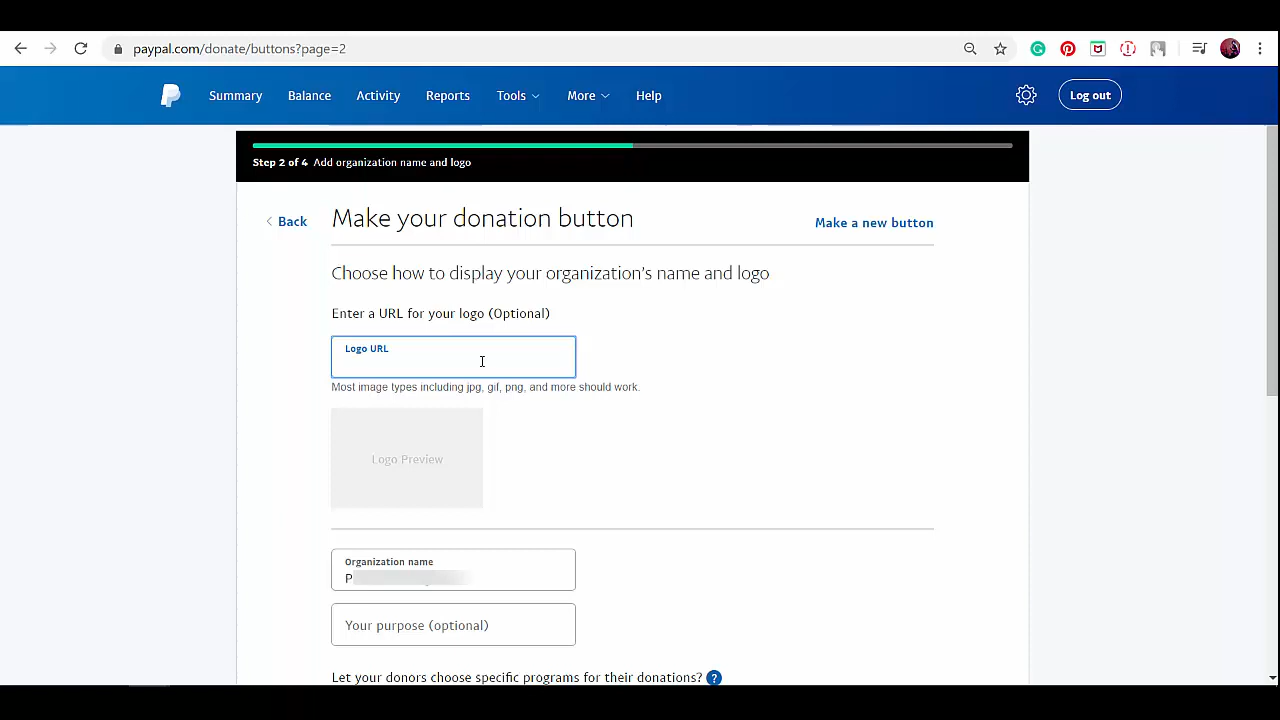 paypal.com/donate/buttons?page=2
Summary Balance Activity Reports Tools More Help Log out
Step 2 of 4 Add organization name and logo
Back Make your donation button Make a new button
Choose how to display your organization's name and logo
Enter a URL for your logo (Optional)
Logo URL
Most image types including jpg, gif, png, and more should work.
Logo Preview
Organization name
P
Your purpose (optional)
Let your donors choose specific programs for their donations? ?